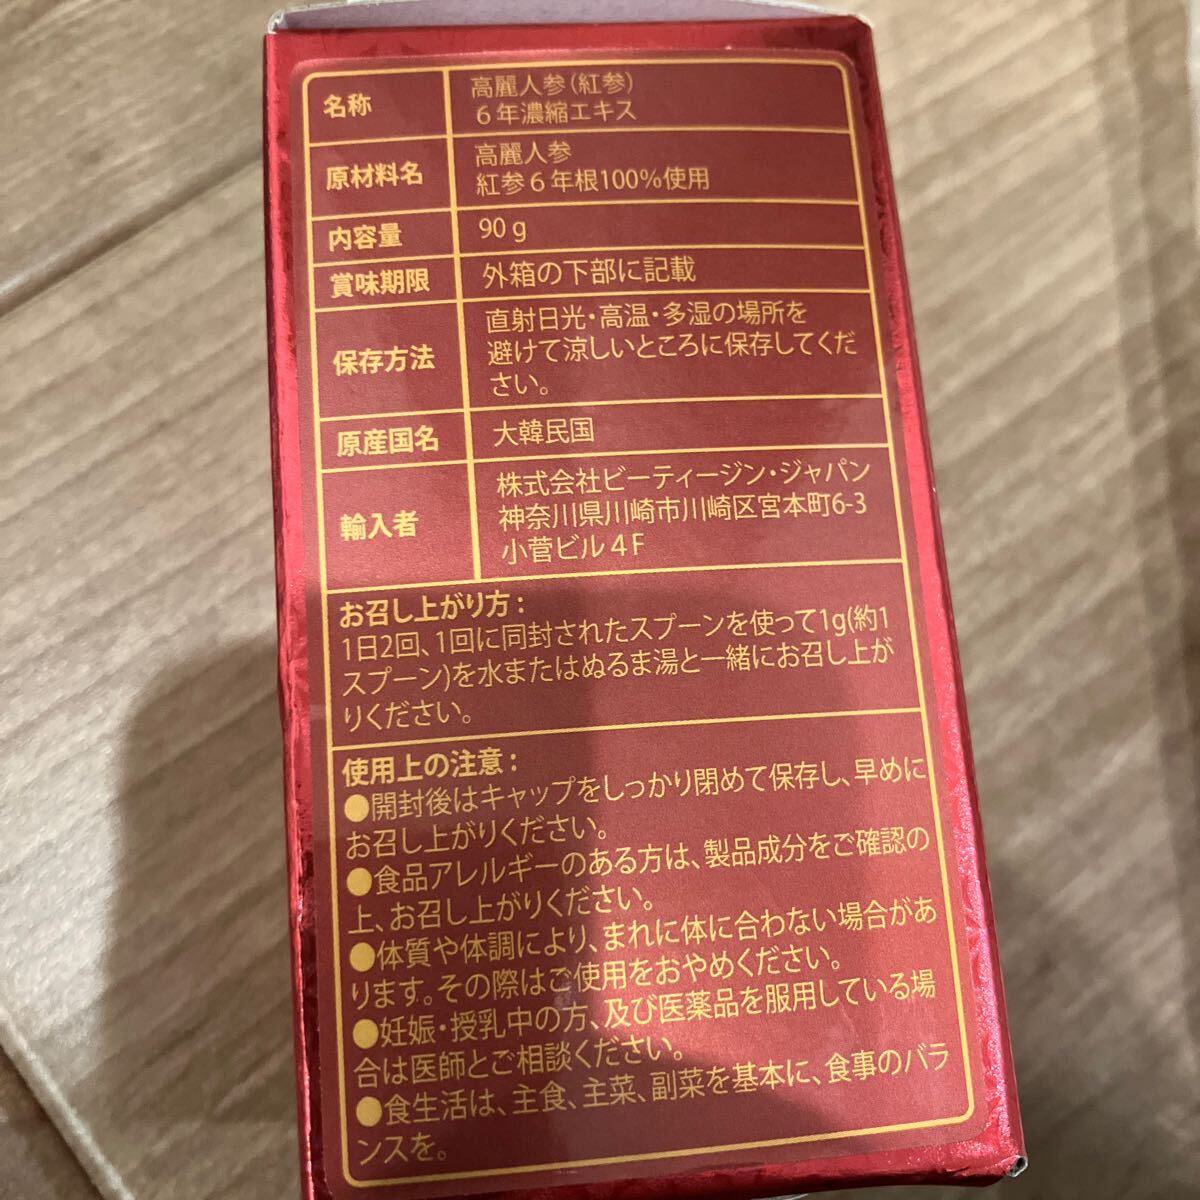 名称
高麗人参(紅参)
6年濃縮エキス
原材料名
高麗人参
紅参6年根100%使用
内容量
90 g
賞味期限
外箱の下部に記載
保存方法
直射日光・高温・多湿の場所を
避けて涼しいところに保存してくだ
さい。
原産国名
大韓民国
輸入者
株式会社ビーティージン・ジャパン
神奈川県川崎市川崎区宮本町6-3
小菅ビル4F
お召し上がり方:
1日2回、1回に同封されたスプーンを使って1g(約1
スプーン)を水またはぬるま湯と一緒にお召し上が
りください。
使用上の注意:
●開封後はキャップをしっかり閉めて保存し、早めに
お召し上がりください。
●食品アレルギーのある方は、製品成分をご確認の
上、お召し上がりください。
●体質や体調により、まれに体に合わない場合があ
ります。その際はご使用をおやめください。
●妊娠・授乳中の方、及び医薬品を服用している場
合は医師とご相談ください。
●食生活は、主食、主菜、副菜を基本に、食事のバラ
ンスを。